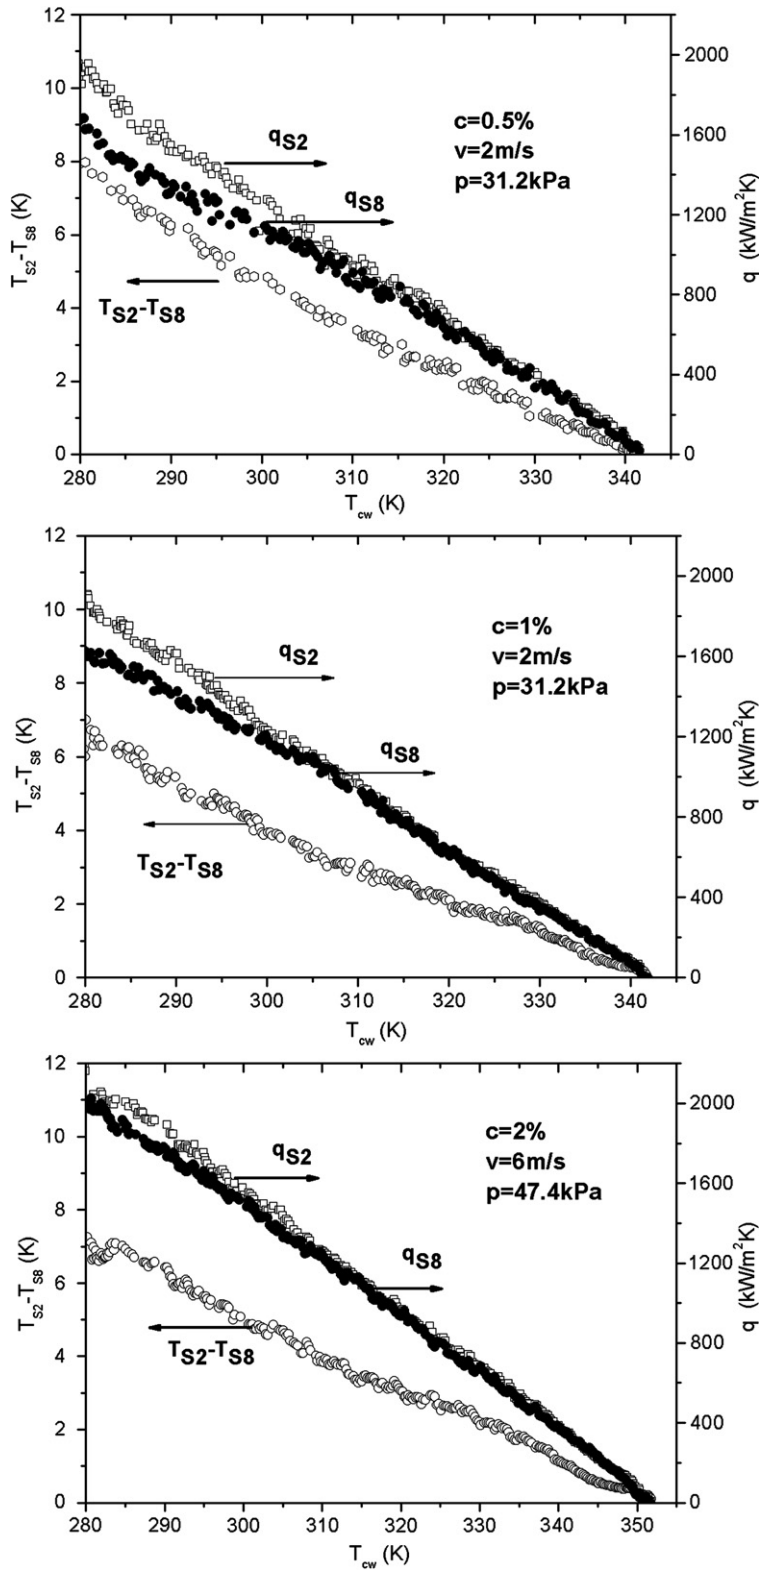 12
10
8
6
4
2
0
T_S2-T_S8 (K)
c=0.5%
v=2m/s
p=31.2kPa
q_S2
q_S8
T_S2-T_S8
2000
1600
1200
800
400
0
q (kW/m²K)
280 290 300 310 320 330 340
T_cw (K)
12
10
8
6
4
2
0
T_S2-T_S8 (K)
c=1%
v=2m/s
p=31.2kPa
q_S2
q_S8
T_S2-T_S8
2000
1600
1200
800
400
0
q (kW/m²K)
280 290 300 310 320 330 340
T_cw (K)
12
10
8
6
4
2
0
T_S2-T_S8 (K)
c=2%
v=6m/s
p=47.4kPa
q_S2
q_S8
T_S2-T_S8
2000
1600
1200
800
400
0
q (kW/m²K)
280 290 300 310 320 330 340 350
T_cw (K)